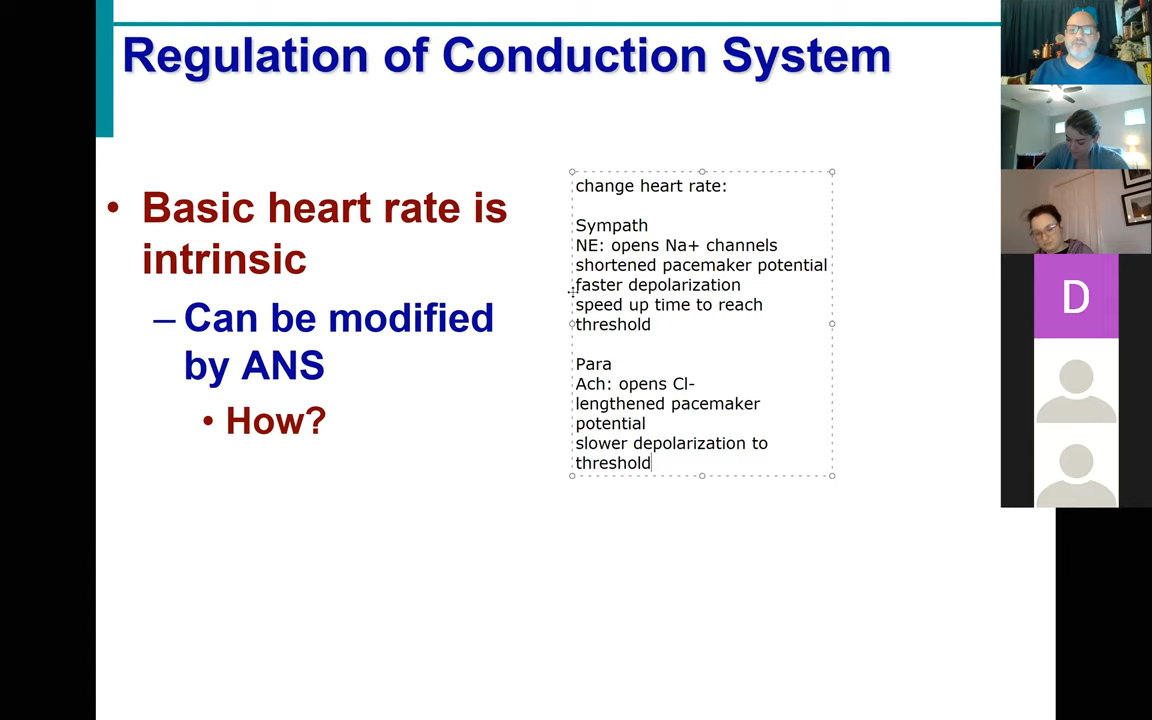 Regulation of Conduction System
• Basic heart rate is
intrinsic
– Can be modified
by ANS
• How?
change heart rate:
Sympath
NE: opens Na+ channels
shortened pacemaker potential
faster depolarization
speed up time to reach
threshold
Para
Ach: opens Cl-
lengthened pacemaker
potential
slower depolarization to
threshold
D